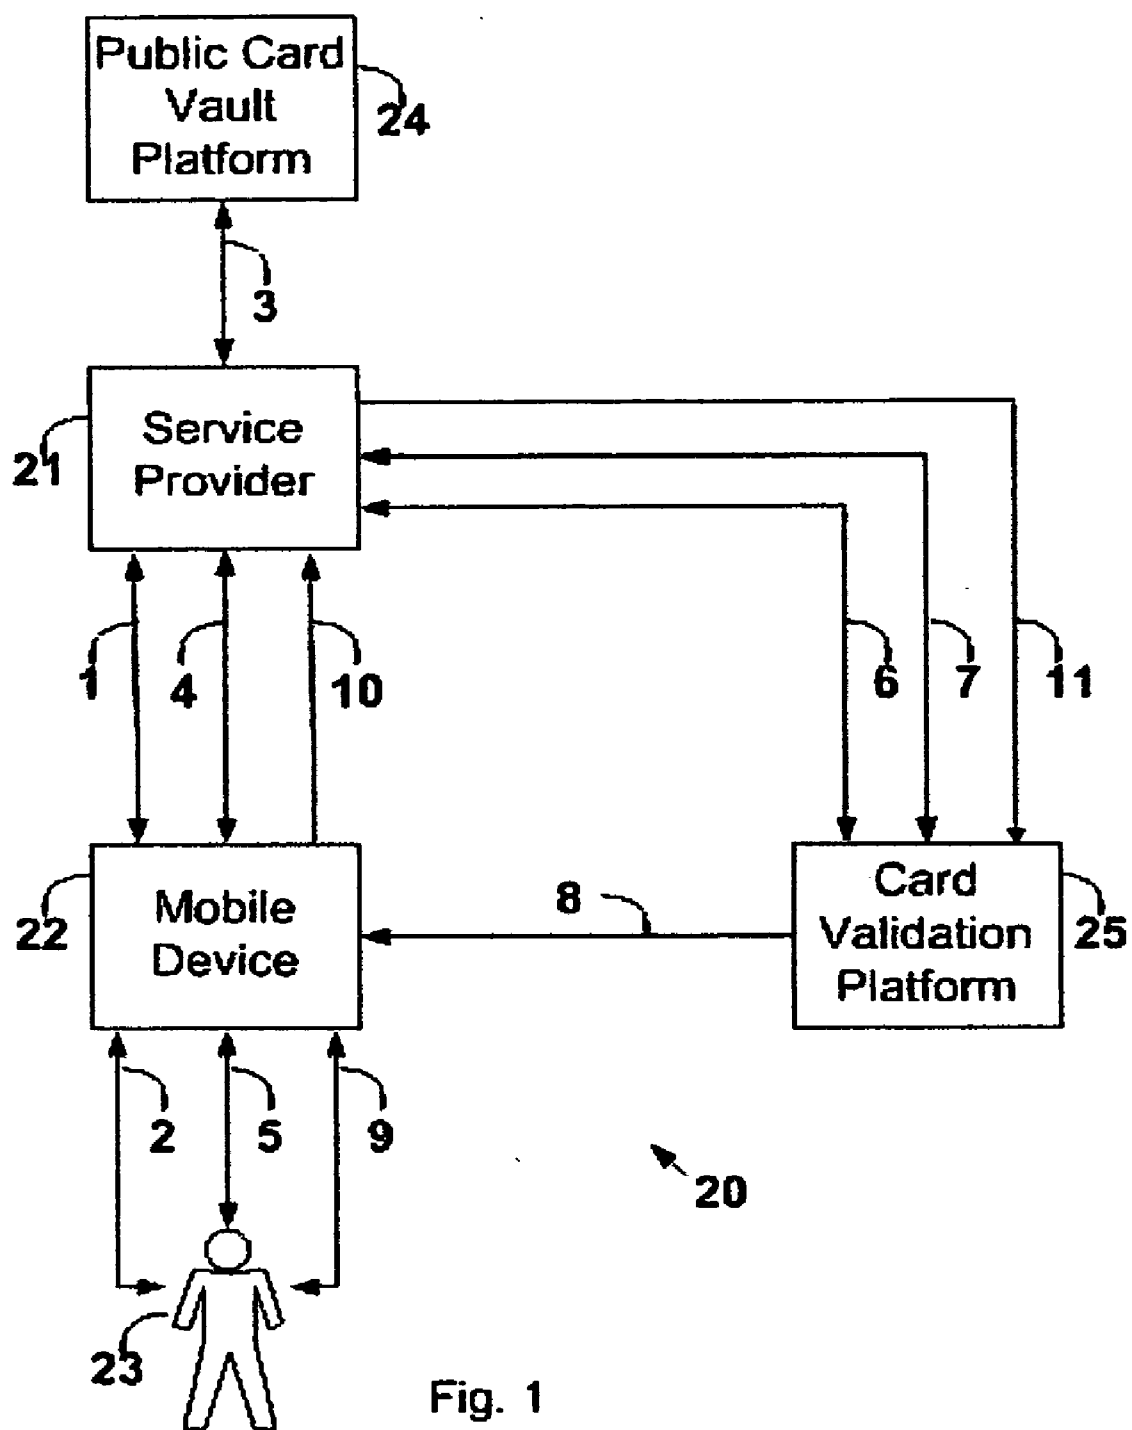 Public Card
Vault
Platform
24
3
Service
Provider
21
1
4
10
6
7
11
Mobile
Device
22
8
Card
Validation
Platform
25
2
5
9
20
23
Fig. 1